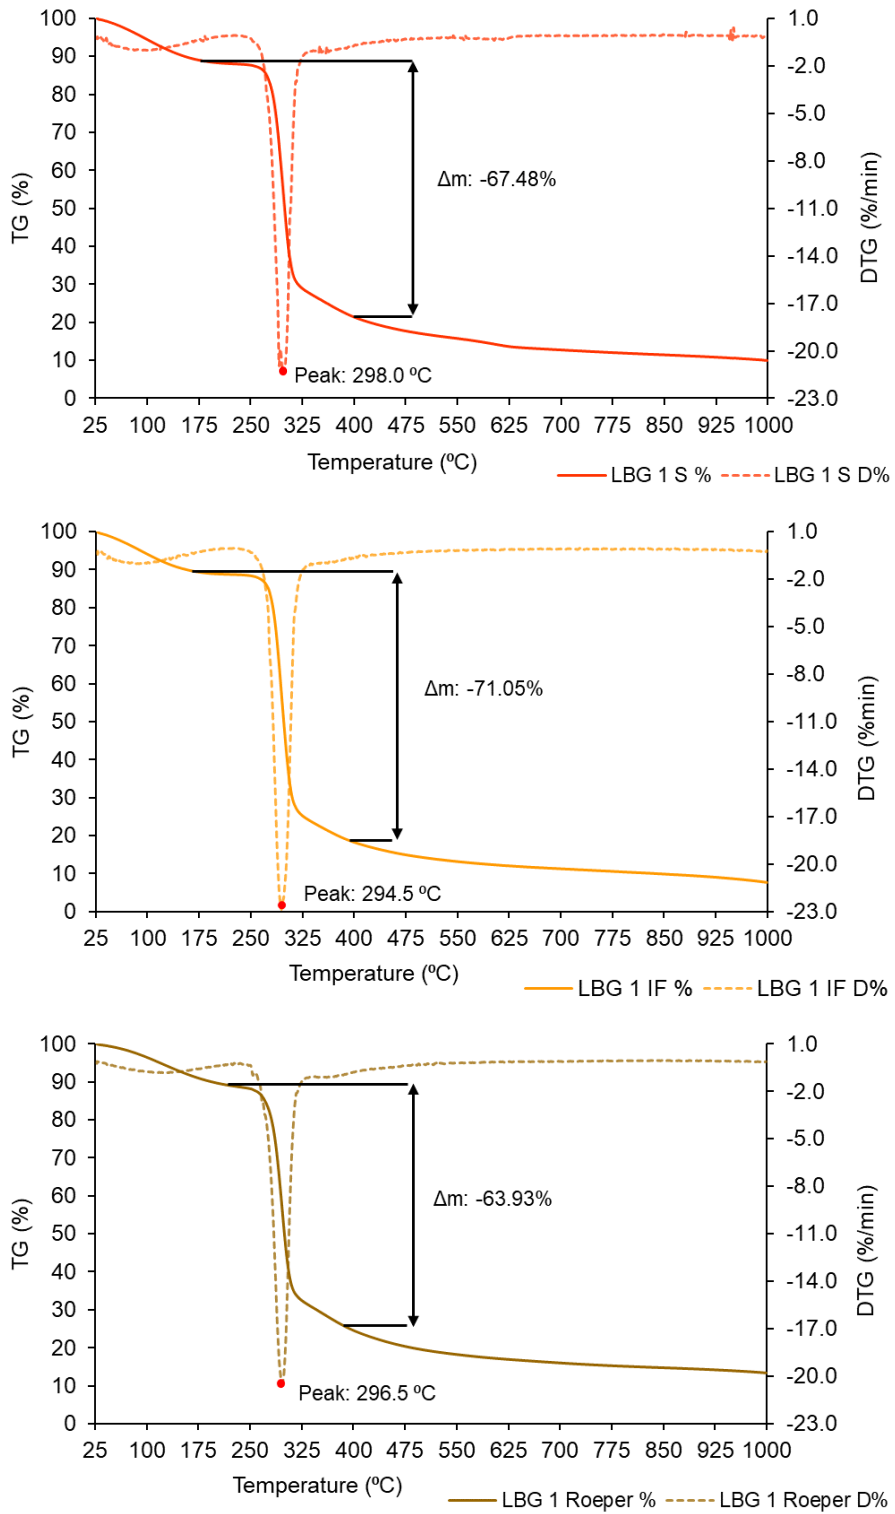 100
90
80
70
60
50
40
30
20
10
0
TG (%)
1.0
-2.0
-5.0
-8.0
-11.0
-14.0
-17.0
-20.0
-23.0
DTG (%/min)
Δm: -67.48%
Peak: 298.0 ºC
25 100 175 250 325 400 475 550 625 700 775 850 925 1000
Temperature (ºC)
LBG 1 S % LBG 1 S D%
100
90
80
70
60
50
40
30
20
10
0
TG (%)
1.0
-2.0
-5.0
-8.0
-11.0
-14.0
-17.0
-20.0
-23.0
DTG (%min)
Δm: -71.05%
Peak: 294.5 ºC
25 100 175 250 325 400 475 550 625 700 775 850 925 1000
Temperature (ºC)
LBG 1 IF % LBG 1 IF D%
100
90
80
70
60
50
40
30
20
10
0
TG (%)
1.0
-2.0
-5.0
-8.0
-11.0
-14.0
-17.0
-20.0
-23.0
DTG (%/min)
Δm: -63.93%
Peak: 296.5 ºC
25 100 175 250 325 400 475 550 625 700 775 850 925 1000
Temperature (ºC)
LBG 1 Roeper % LBG 1 Roeper D%